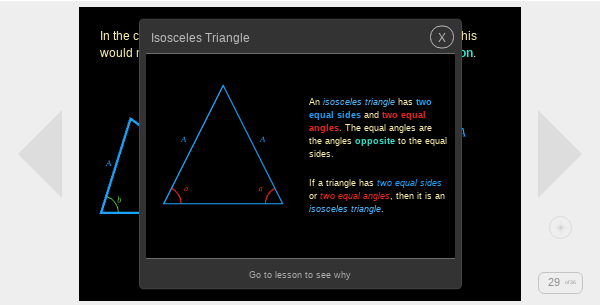 In the c
his
would r
on.
Isosceles Triangle
X
An isosceles triangle has two
equal sides and two equal
angles. The equal angles are
the angles opposite to the equal
sides.
If a triangle has two equal sides
or two equal angles, then it is an
isosceles triangle.
A
A
a
a
A
b
A
Go to lesson to see why
29 of 36